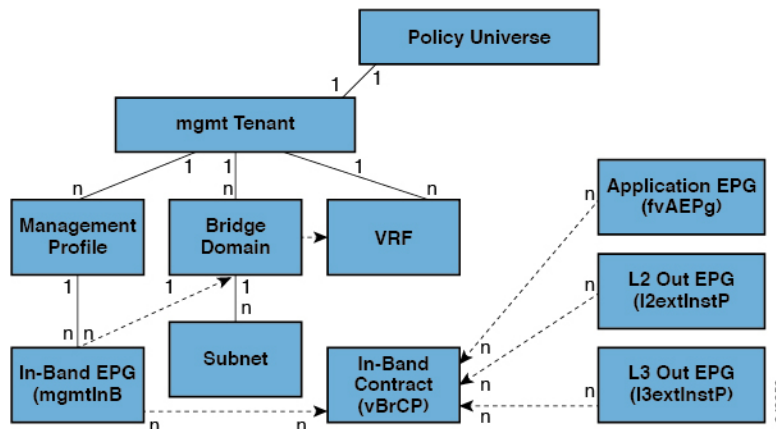 Policy Universe
1
1
mgmt Tenant
1
1
1
n
n
n
n
Management
Profile
Bridge
Domain
VRF
Application EPG
(fvAEPg)
1
1
1
n
n
n
n
L2 Out EPG
(l2extInstP
In-Band EPG
(mgmtInB
Subnet
In-Band
Contract
(vBrCP)
n
n
n
n
L3 Out EPG
(l3extInstP)
n
n